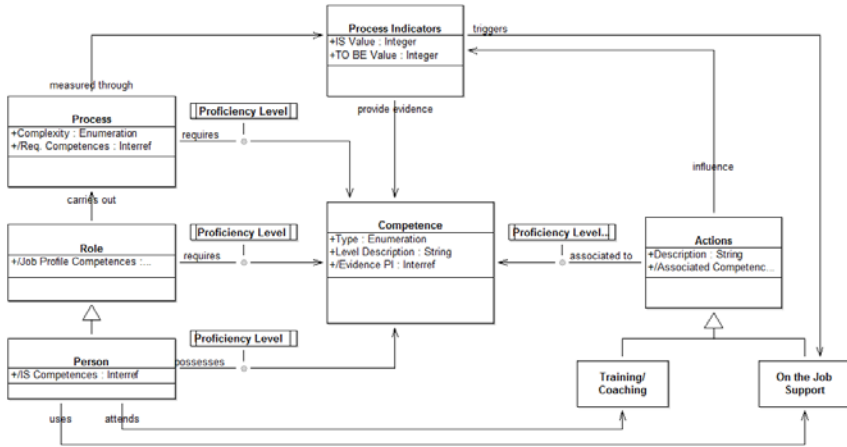 Process Indicators
+IS Value : Integer
+TO BE Value : Integer
triggers
measured through
provide evidence
Process
+Complexity : Enumeration
+/Req. Competences : Interref
Proficiency Level
requires
influence
carries out
Role
+/Job Profile Competences :...
Proficiency Level
requires
Competence
+Type : Enumeration
+Level Description : String
+/Evidence PI : Interref
Proficiency Level...
associated to
Actions
+Description : String
+/Associated Competenc...
Person
+/IS Competences : Interref
Proficiency Level
possesses
Training/
Coaching
On the Job
Support
uses
attends